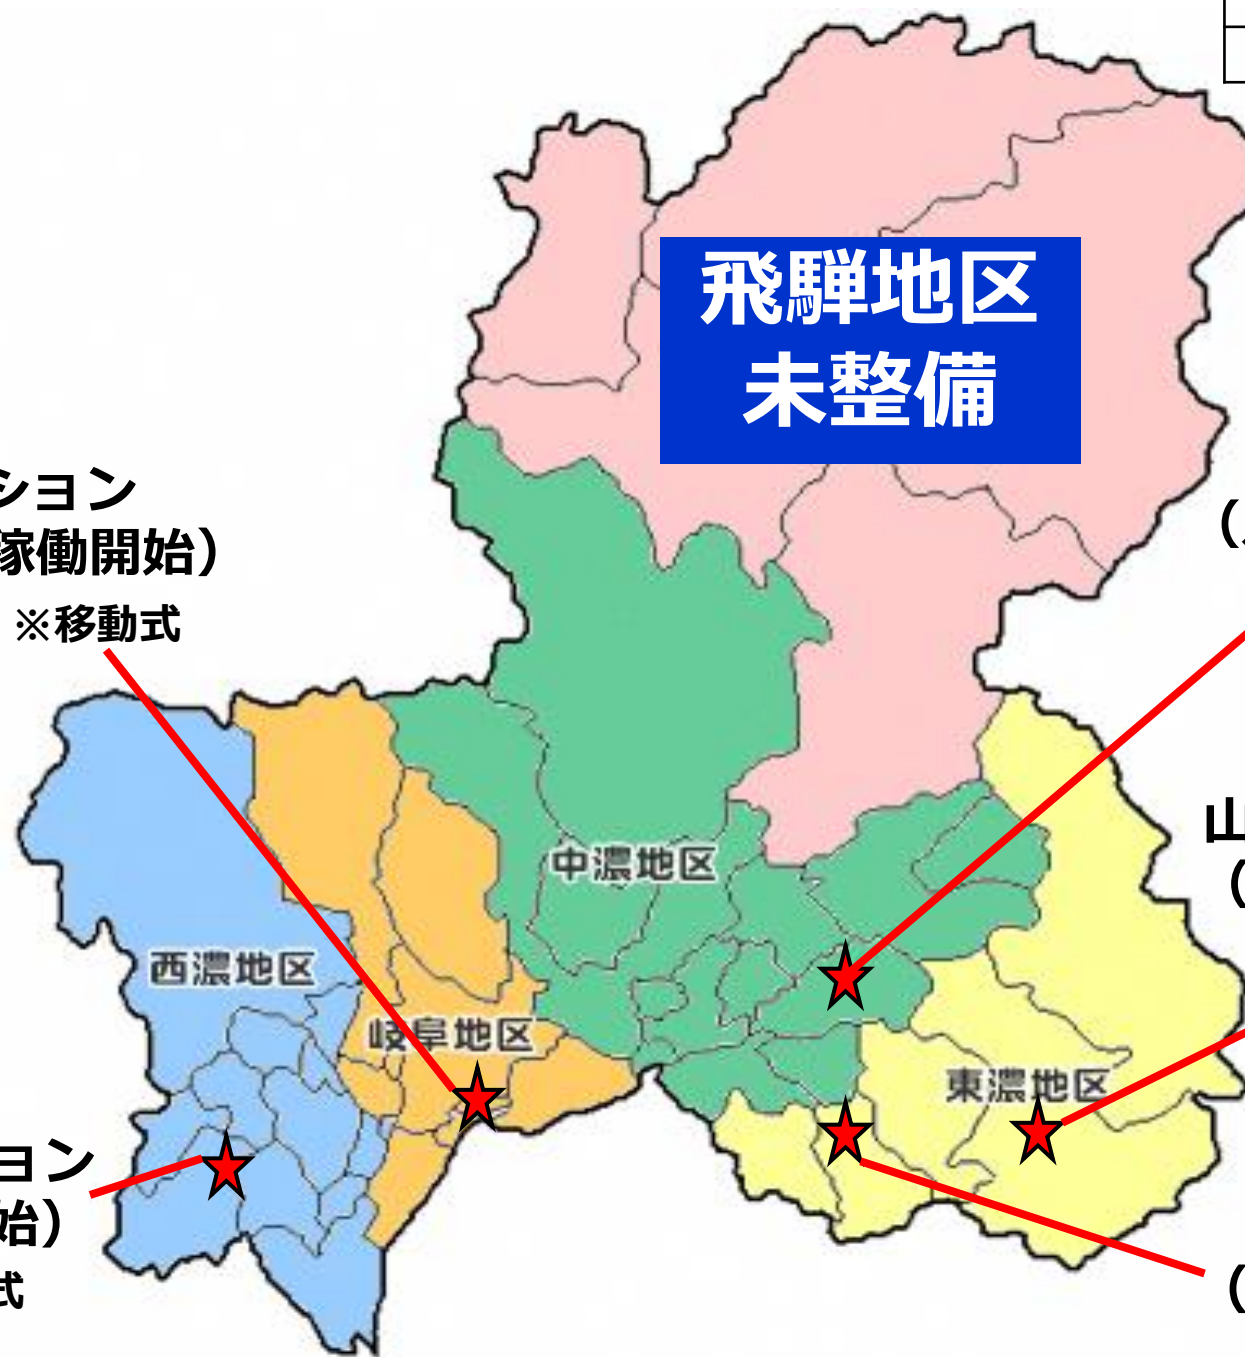 飛騨地区
未整備
ション
稼働開始）
※移動式
（
山
（
中濃地区
西濃地区
岐阜地区
東濃地区
ョン
始）
式
（